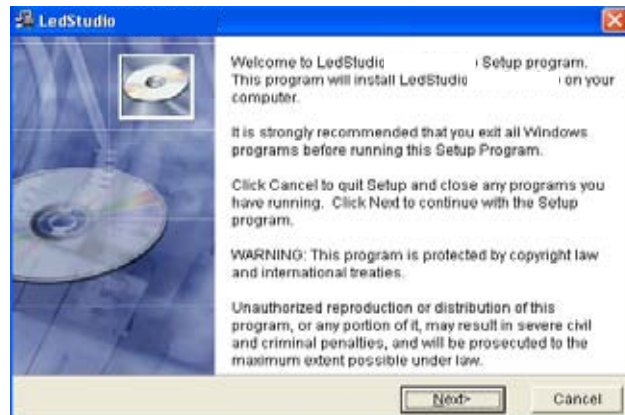 LedStudio
Welcome to LedStudio Setup program.
This program will install LedStudio on your
computer.
It is strongly recommended that you exit all Windows
programs before running this Setup Program.
Click Cancel to quit Setup and close any programs you
have running. Click Next to continue with the Setup
program.
WARNING: This program is protected by copyright law
and international treaties.
Unauthorized reproduction or distribution of this
program, or any portion of it, may result in severe civil
and criminal penalties, and will be prosecuted to the
maximum extent possible under law.
Next>
Cancel